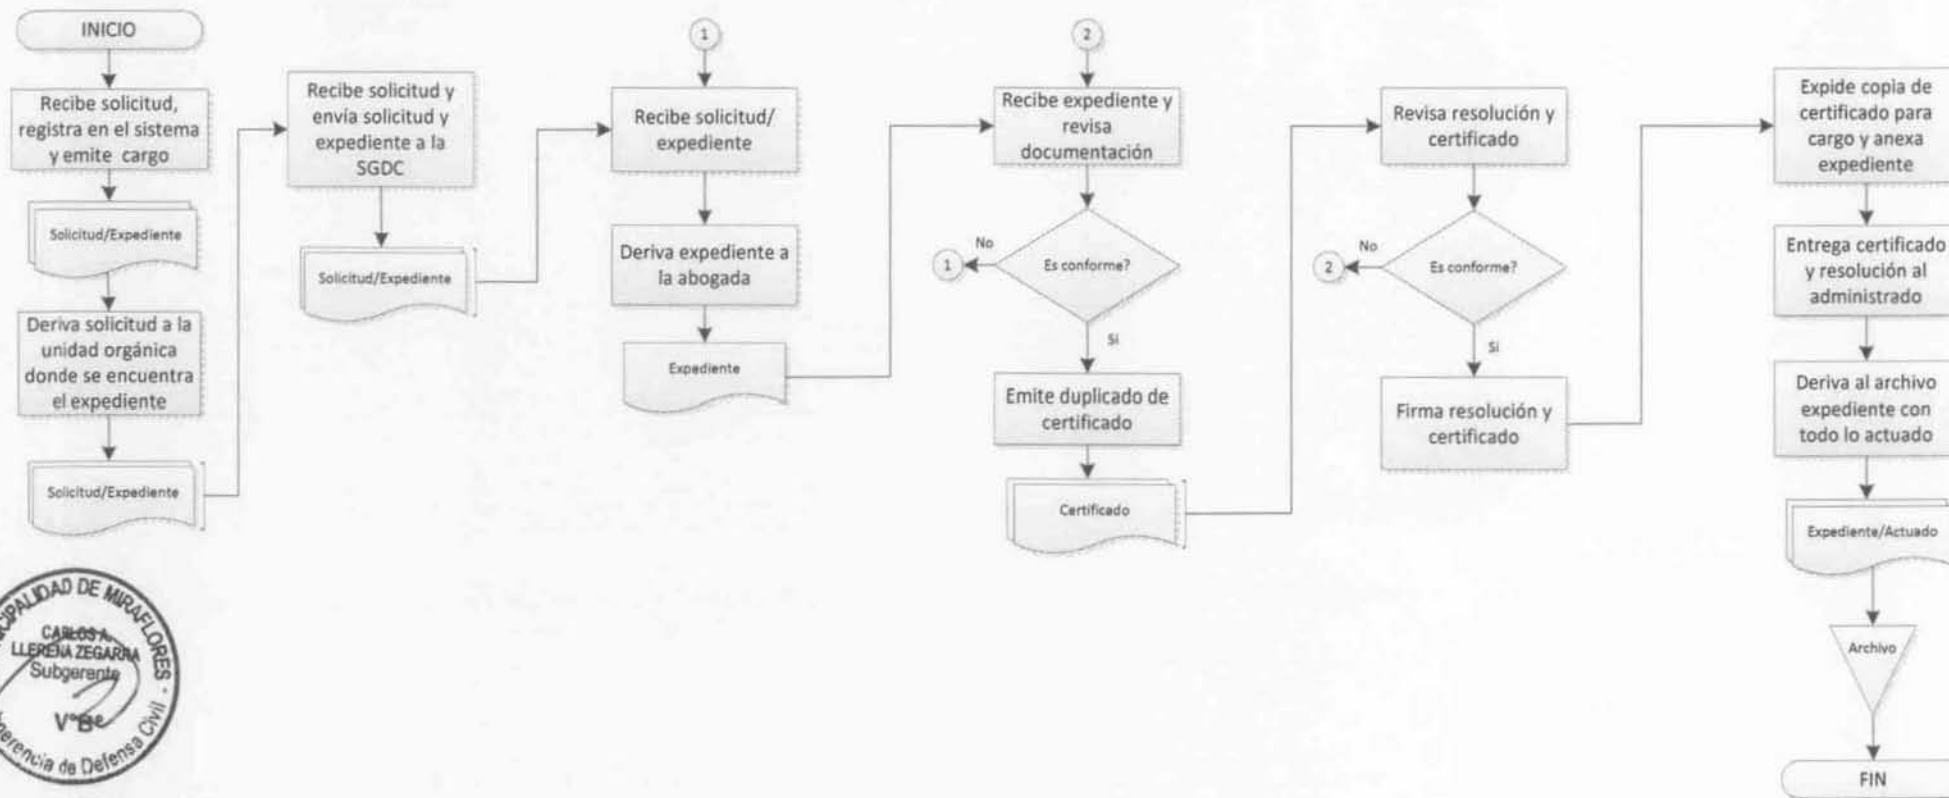 INICIO
Recibe solicitud,
registra en el sistema
y emite cargo
Solicitud/Expediente
Deriva solicitud a la
unidad orgánica
donde se encuentra
el expediente
Solicitud/Expediente
Recibe solicitud y
envía solicitud y
expediente a la
SGDC
Solicitud/Expediente
1
Recibe solicitud/
expediente
Deriva expediente a
la abogada
Expediente
2
Recibe expediente y
revisa
documentación
Es conforme?
No
1
Si
Emite duplicado de
certificado
Certificado
Revisa resolución y
certificado
Es conforme?
No
2
Si
Firma resolución y
certificado
Expide copia de
certificado para
cargo y anexa
expediente
Entrega certificado
y resolución al
administrado
Deriva al archivo
expediente con
todo lo actuado
Expediente/Actuado
Archivo
FIN
CIPALIDAD DE MIRAFLORES -
CARLOS A.
LLERENA ZEGARRA
Subgerente
V°B°
erencia de Defensa Civil